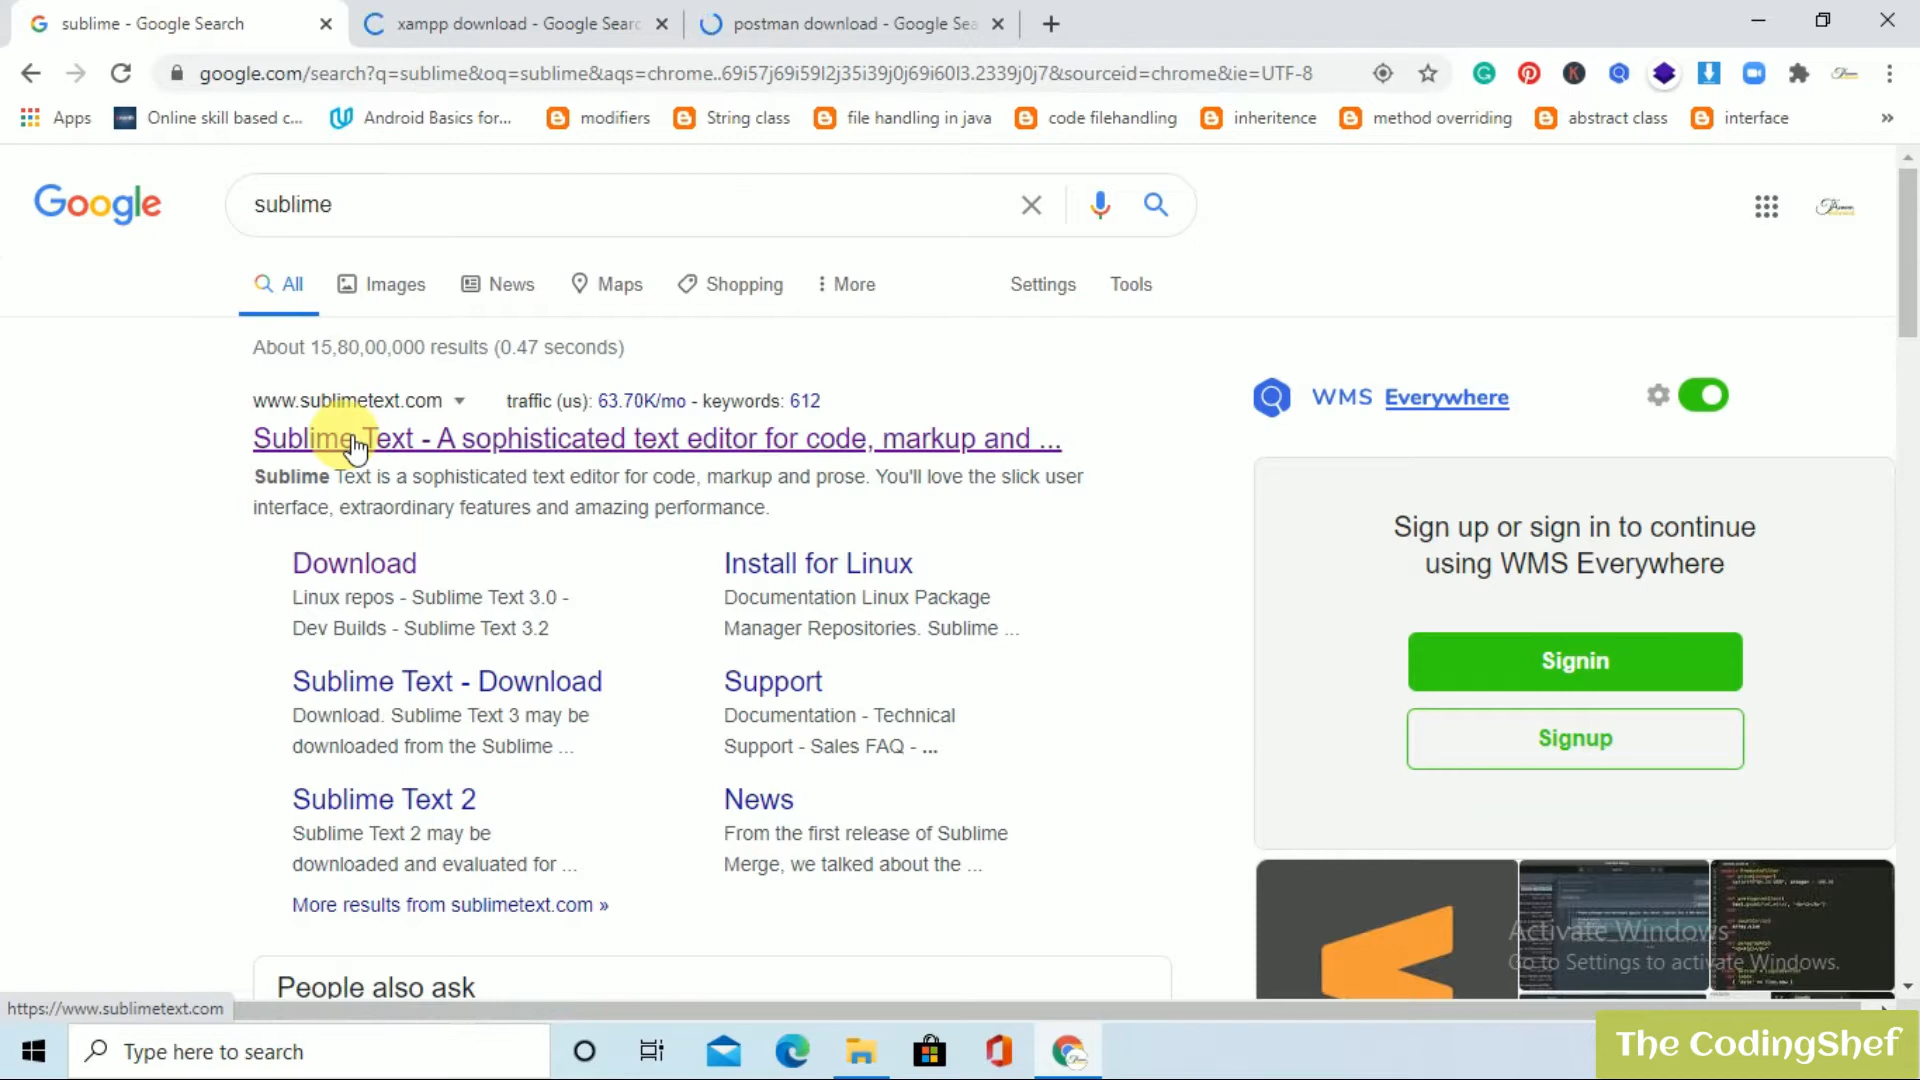 sublime - Google Search
xampp download - Google Searc
postman download - Google Sea
google.com/search?q=sublime&oq=sublime&aqs=chrome..69i57j69i59l2j35i39j0j69i60l3.2339j0j7&sourceid=chrome&ie=UTF-8
Apps
Online skill based c...
Android Basics for...
modifiers
String class
file handling in java
code filehandling
inheritence
method overriding
abstract class
interface
»
Google
sublime
All
Images
News
Maps
Shopping
More
Settings
Tools
About 15,80,00,000 results (0.47 seconds)
www.sublimetext.com
traffic (us): 63.70K/mo - keywords: 612
Sublime Text - A sophisticated text editor for code, markup and ...
Sublime Text is a sophisticated text editor for code, markup and prose. You'll love the slick user
interface, extraordinary features and amazing performance.
Download
Linux repos - Sublime Text 3.0 -
Dev Builds - Sublime Text 3.2
Install for Linux
Documentation Linux Package
Manager Repositories. Sublime ...
Sublime Text - Download
Download. Sublime Text 3 may be
downloaded from the Sublime ...
Support
Documentation - Technical
Support - Sales FAQ - ...
Sublime Text 2
Sublime Text 2 may be
downloaded and evaluated for ...
News
From the first release of Sublime
Merge, we talked about the ...
More results from sublimetext.com »
People also ask
WMS Everywhere
Sign up or sign in to continue
using WMS Everywhere
Signin
Signup
Activate Windows
Go to Settings to activate Windows.
https://www.sublimetext.com
Type here to search
The CodingShef